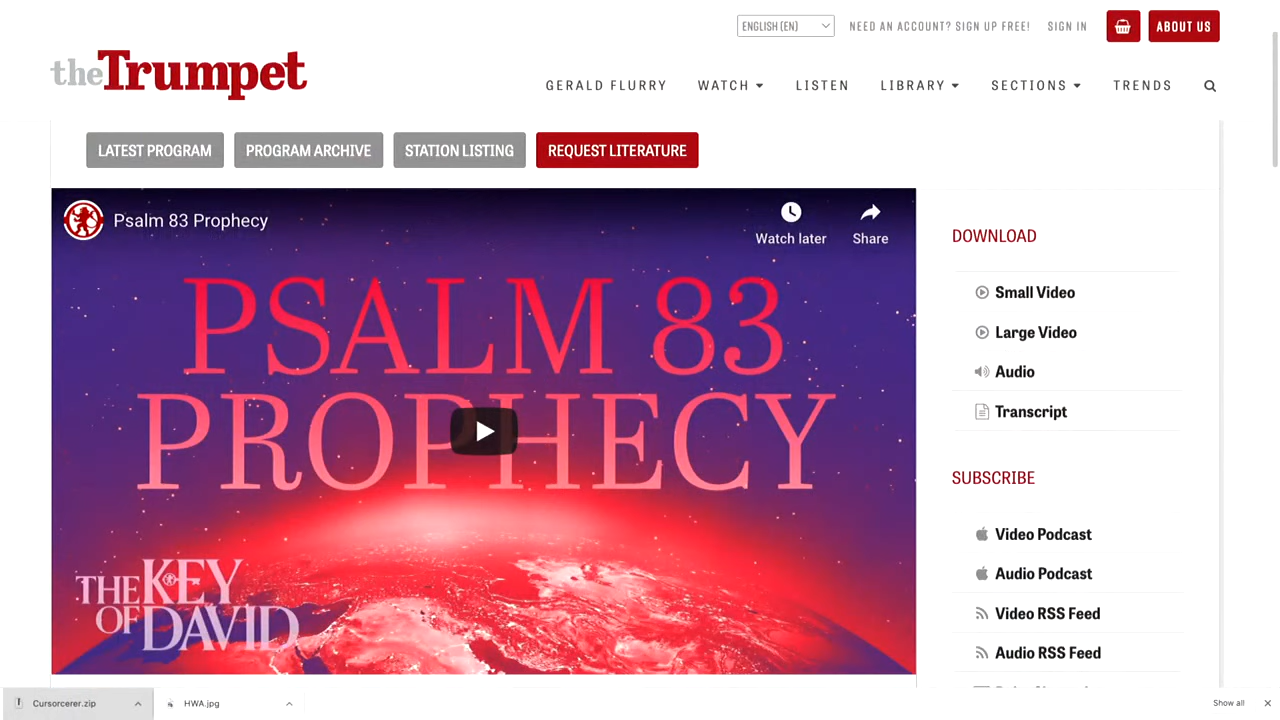 ENGLISH (EN)
NEED AN ACCOUNT? SIGN UP FREE!
SIGN IN
ABOUT US
theTrumpet
GERALD FLURRY
WATCH
LISTEN
LIBRARY
SECTIONS
TRENDS
LATEST PROGRAM
PROGRAM ARCHIVE
STATION LISTING
REQUEST LITERATURE
Psalm 83 Prophecy
Watch later
Share
PSALM 83
PROPHECY
THE KEY
OF DAVID
DOWNLOAD
Small Video
Large Video
Audio
Transcript
SUBSCRIBE
Video Podcast
Audio Podcast
Video RSS Feed
Audio RSS Feed
Cursorcerer.zip
HWA.jpg
Show all